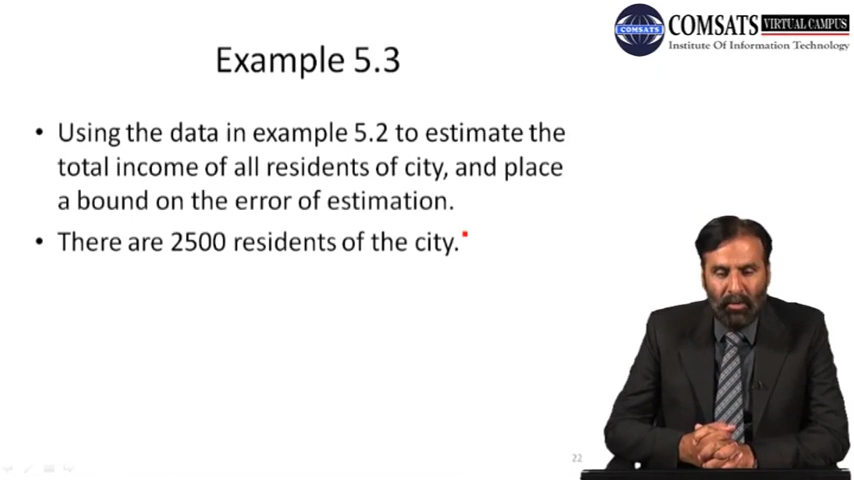 COMSATS VIRTUAL CAMPUS
COMSATS
Institute Of Information Technology
Example 5.3
• Using the data in example 5.2 to estimate the
total income of all residents of city, and place
a bound on the error of estimation.
• There are 2500 residents of the city.
22